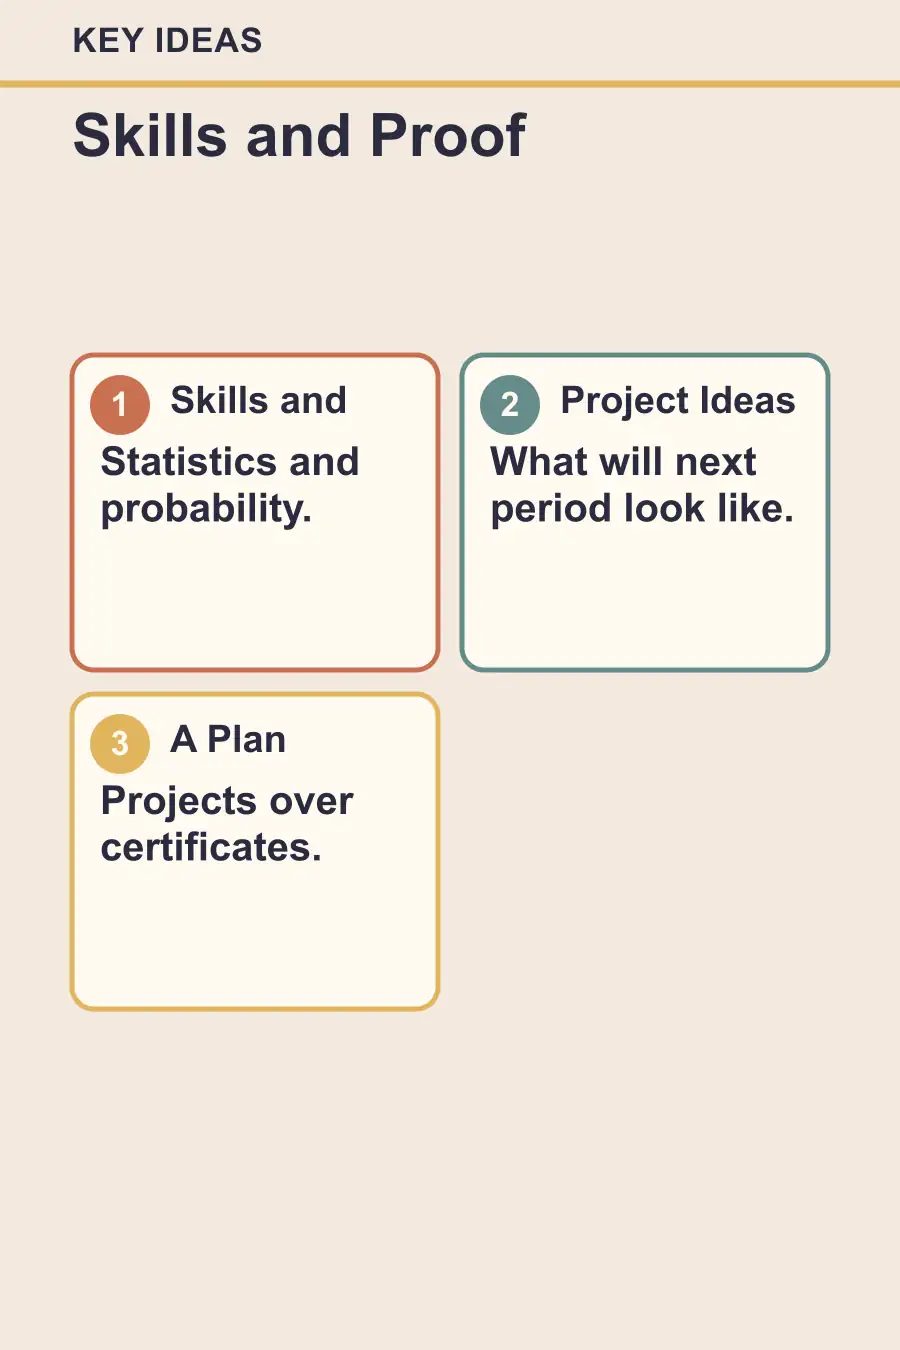 KEY IDEAS
Skills and Proof
1 Skills and
Statistics and
probability.
2 Project Ideas
What will next
period look like.
3 A Plan
Projects over
certificates.